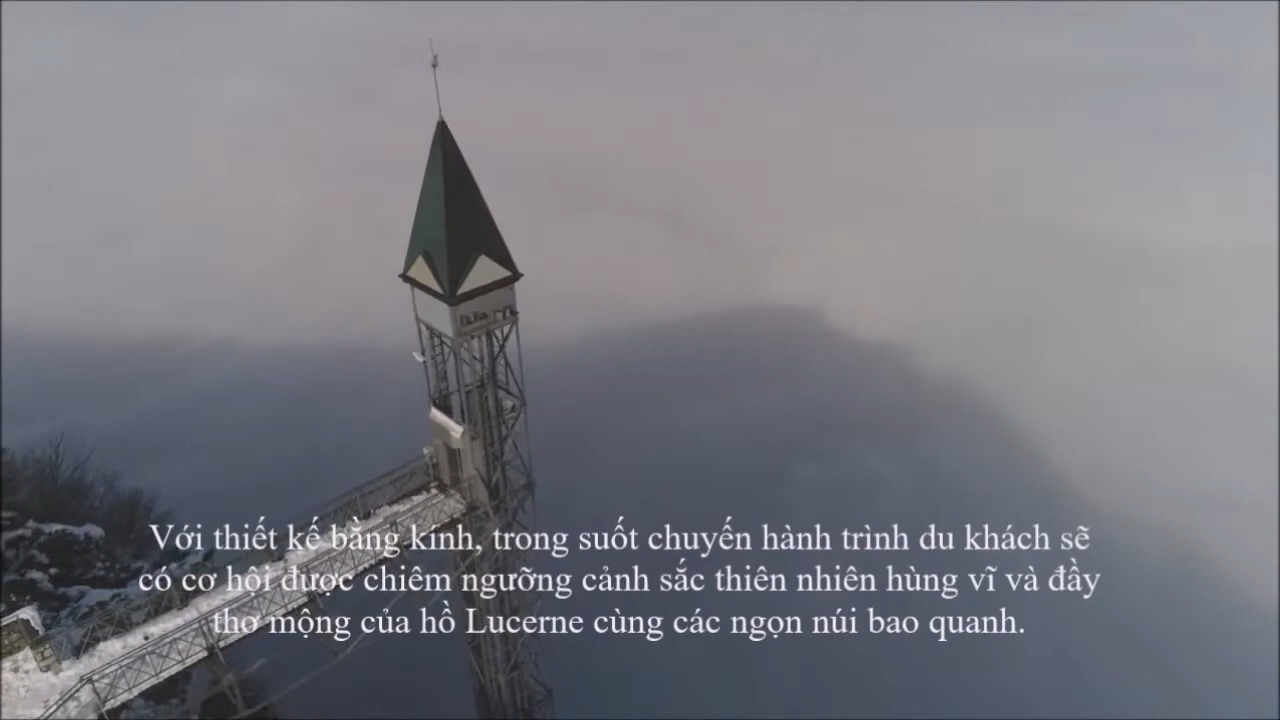 Với thiết kế bằng kính, trong suốt chuyến hành trình du khách sẽ
có cơ hội được chiêm ngưỡng cảnh sắc thiên nhiên hùng vĩ và đầy
thơ mộng của hồ Lucerne cùng các ngọn núi bao quanh.